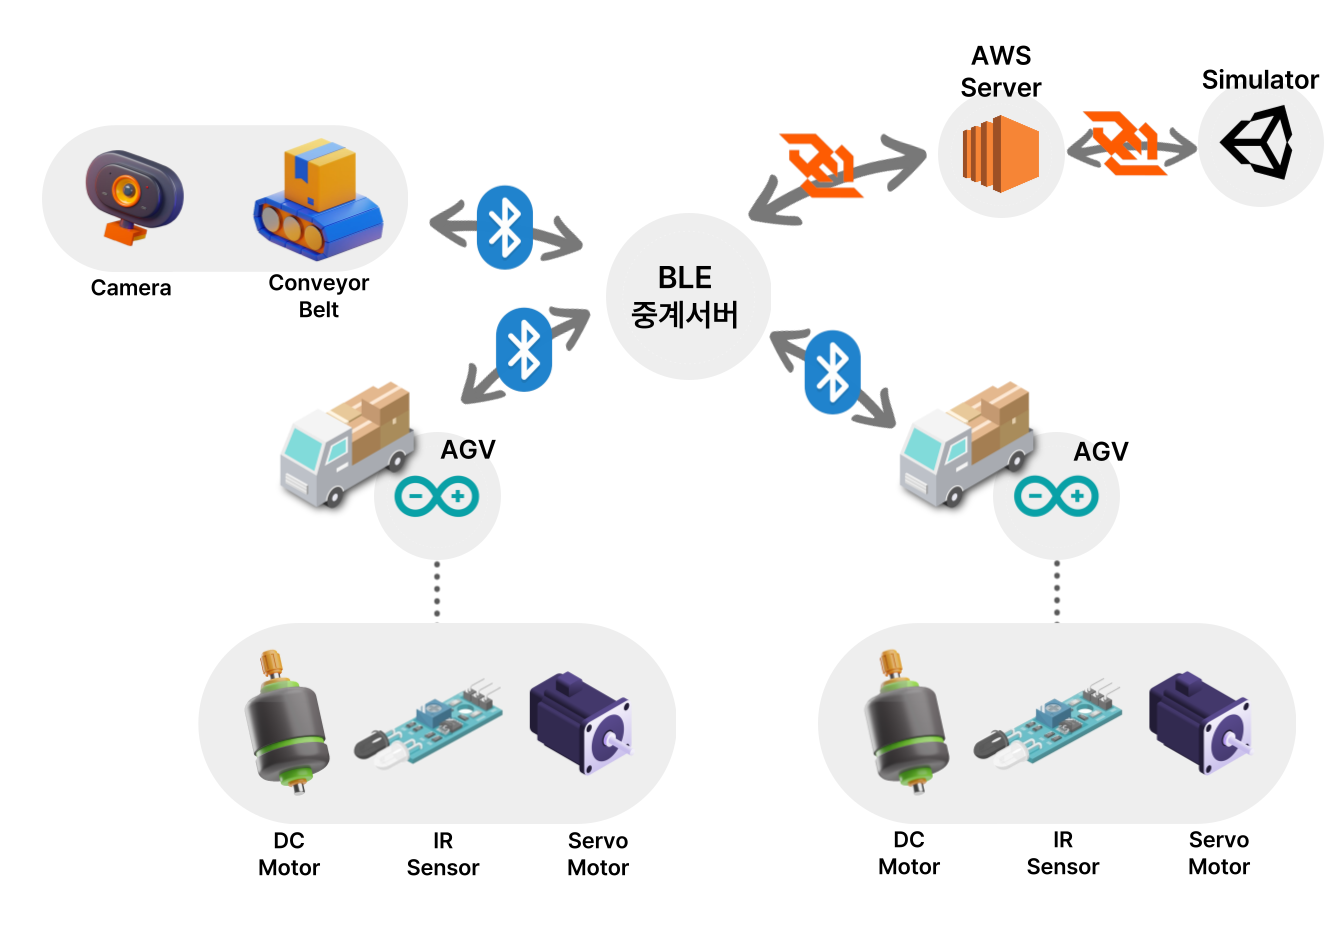 AWS
Server
Simulator
Camera
Conveyor
Belt
BLE
중계서버
AGV
AGV
DC
Motor
IR
Sensor
Servo
Motor
DC
Motor
IR
Sensor
Servo
Motor